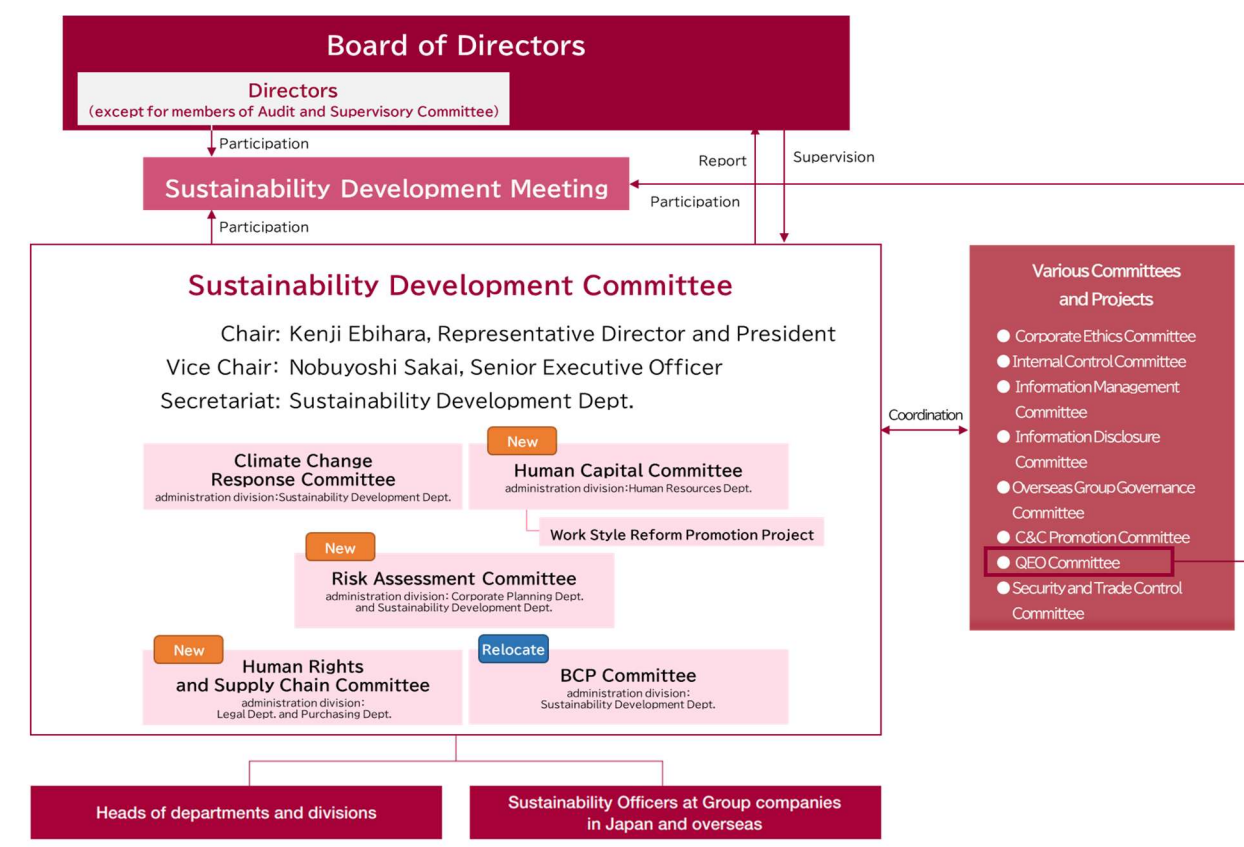 Board of Directors
Directors
(except for members of Audit and Supervisory Committee)
Participation
Report
Supervision
Sustainability Development Meeting
Participation
Participation
Sustainability Development Committee
Chair: Kenji Ebihara, Representative Director and President
Vice Chair: Nobuyoshi Sakai, Senior Executive Officer
Secretariat: Sustainability Development Dept.
Climate Change
Response Committee
administration division:Sustainability Development Dept.
New
Human Capital Committee
administration division:Human Resources Dept.
Work Style Reform Promotion Project
New
Risk Assessment Committee
administration division: Corporate Planning Dept.
and Sustainability Development Dept.
New
Human Rights
and Supply Chain Committee
administration division:
Legal Dept. and Purchasing Dept.
Relocate
BCP Committee
administration division:
Sustainability Development Dept.
Coordination
Various Committees
and Projects
● Corporate Ethics Committee
● Internal Control Committee
● Information Management
Committee
● Information Disclosure
Committee
● Overseas Group Governance
Committee
● C&C Promotion Committee
● QEO Committee
● Security and Trade Control
Committee
Heads of departments and divisions
Sustainability Officers at Group companies
in Japan and overseas